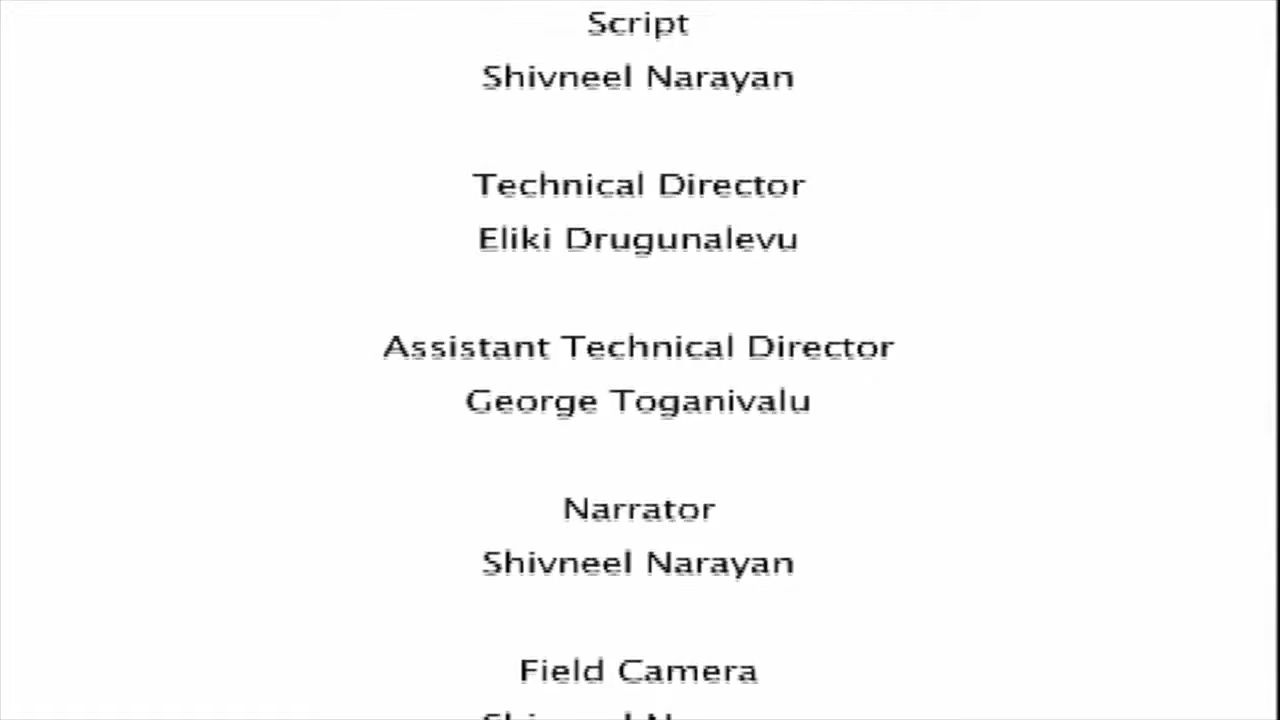 Script
Shivneel Narayan
Technical Director
Eliki Drugunalevu
Assistant Technical Director
George Toganivalu
Narrator
Shivneel Narayan
Field Camera